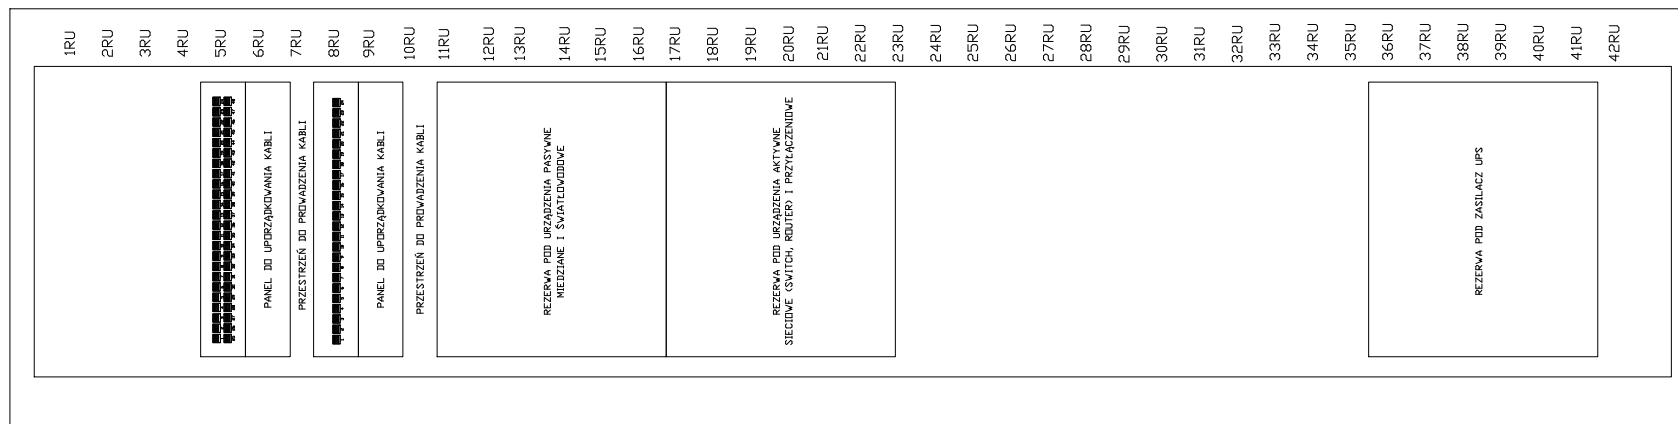 1RU
2RU
3RU
4RU
5RU
6RU
7RU
8RU
9RU
10RU
11RU
12RU
13RU
14RU
15RU
16RU
17RU
18RU
19RU
20RU
21RU
22RU
23RU
24RU
25RU
26RU
27RU
28RU
29RU
30RU
31RU
32RU
33RU
34RU
35RU
36RU
37RU
38RU
39RU
40RU
41RU
42RU
PANEL DO UPORZĄDKOWANIA KABLI
PRZESTRZEŃ DO PROWADZENIA KABLI
PANEL DO UPORZĄDKOWANIA KABLI
PRZESTRZEŃ DO PROWADZENIA KABLI
REZERWA POD URZĄDZENIA PASYWNE
MIEDZIANE I ŚWIATŁOWODOWE
REZERWA POD URZĄDZENIA AKTYWNE
SIECIOWE (SWITCH, ROUTER) I PRZYŁĄCZENIOWE
REZERWA POD ZASILACZ UPS